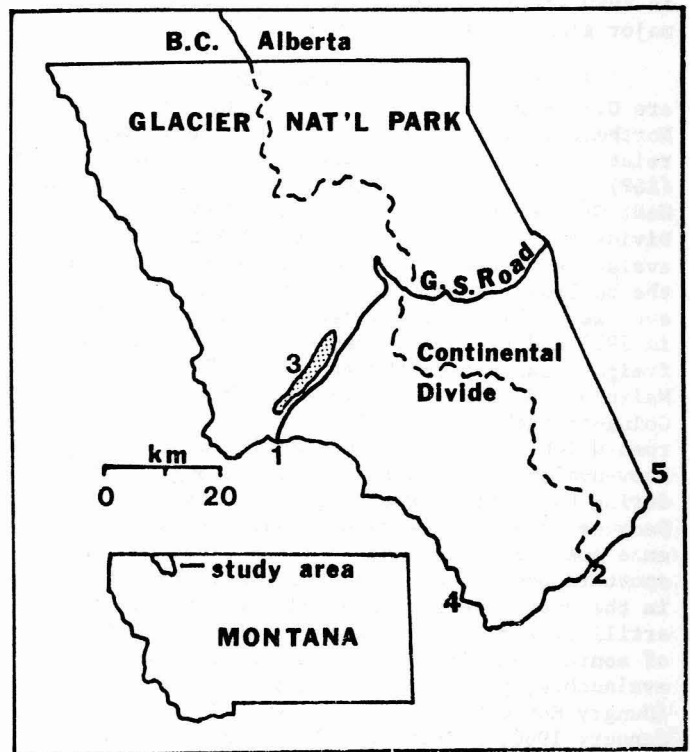 B.C. Alberta
GLACIER NAT'L PARK
G.S. Road
3
Continental
Divide
1
km
0 20
5
2
4
study area
MONTANA